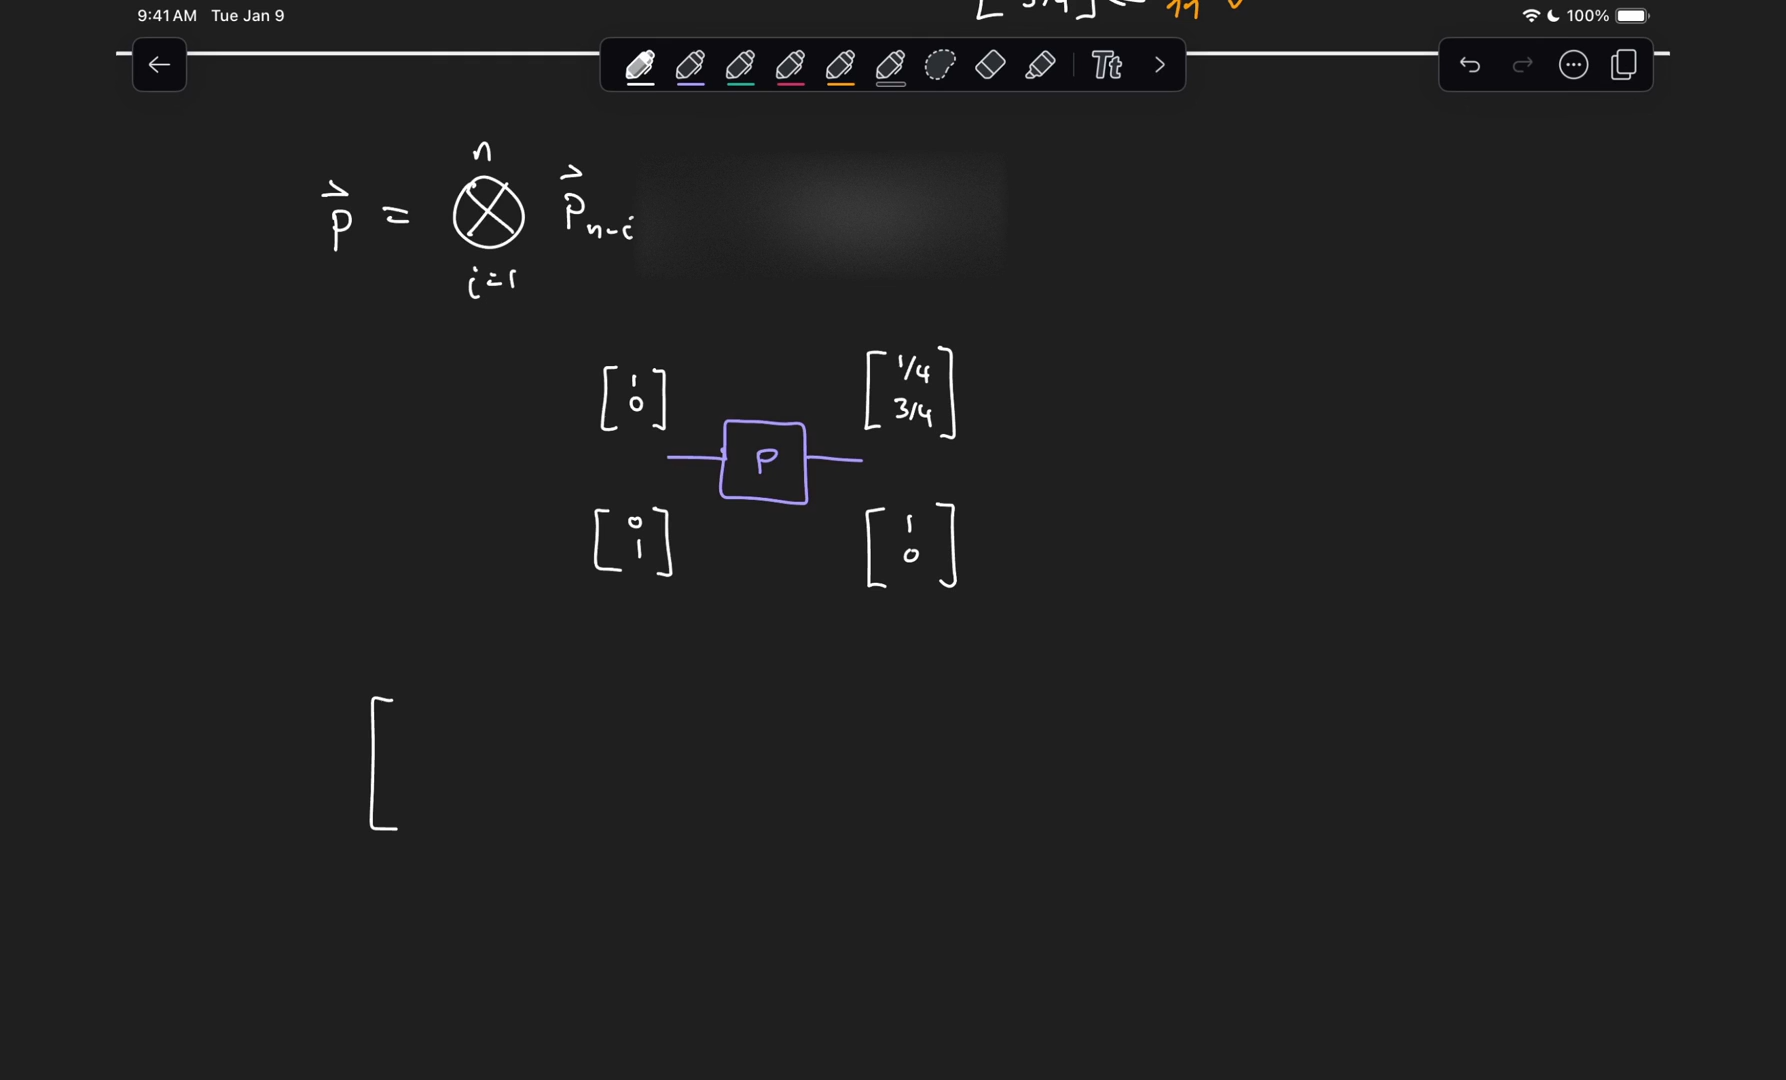 9:41 AM Tue Jan 9
100%
Tt
n
p⃗ = ⊗ p⃗ₙ₋ᵢ
i=1
[1 0] [1/4 3/4]
P
[0 1] [1 0]
[